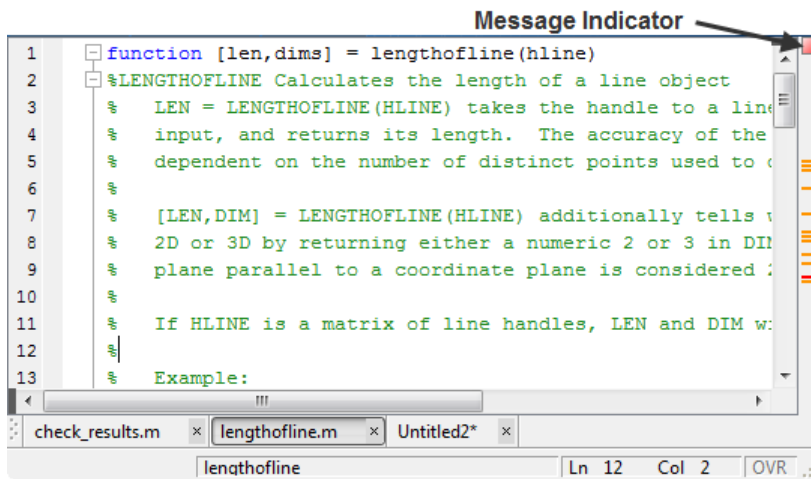 Message Indicator
1 function [len,dims] = lengthofline(hline)
2 %LENGTHOFLINE Calculates the length of a line object
3 % LEN = LENGTHOFLINE(HLINE) takes the handle to a line
4 % input, and returns its length. The accuracy of the
5 % dependent on the number of distinct points used to
6 %
7 % [LEN,DIM] = LENGTHOFLINE(HLINE) additionally tells
8 % 2D or 3D by returning either a numeric 2 or 3 in
9 % plane parallel to a coordinate plane is considered
10 %
11 % If HLINE is a matrix of line handles, LEN and DIM
12 %
13 % Example:
check_results.m × lengthofline.m × Untitled2* ×
lengthofline Ln 12 Col 2 OVR